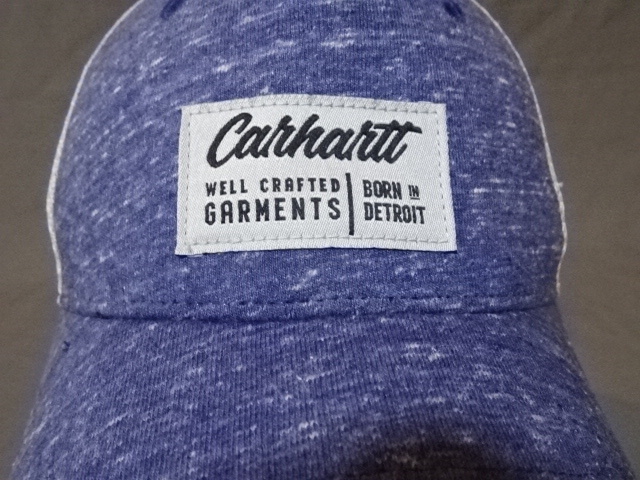 Carhartt
WELL CRAFTED
GARMENTS
BORN IN
DETROIT